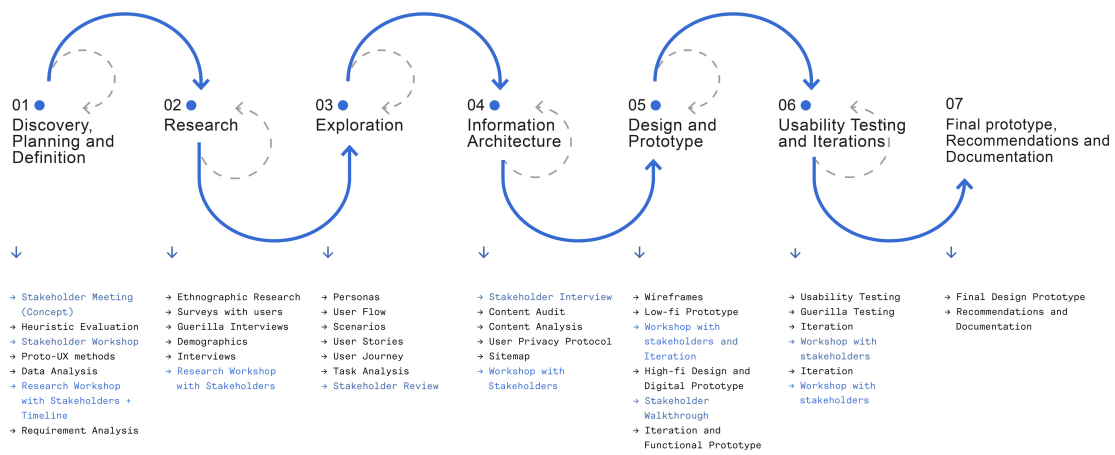 01
Discovery,
Planning and
Definition
02
Research
03
Exploration
04
Information
Architecture
05
Design and
Prototype
06
Usability Testing
and Iterations
07
Final prototype,
Recommendations and
Documentation
→ Stakeholder Meeting
(Concept)
→ Heuristic Evaluation
→ Stakeholder Workshop
→ Proto-UX methods
→ Data Analysis
→ Research Workshop
with Stakeholders +
Timeline
→ Requirement Analysis
→ Ethnographic Research
→ Surveys with users
→ Guerilla Interviews
→ Demographics
→ Interviews
→ Research Workshop
with Stakeholders
→ Personas
→ User Flow
→ Scenarios
→ User Stories
→ User Journey
→ Task Analysis
→ Stakeholder Review
→ Stakeholder Interview
→ Content Audit
→ Content Analysis
→ User Privacy Protocol
→ Sitemap
→ Workshop with
Stakeholders
→ Wireframes
→ Low-fi Prototype
→ Workshop with
stakeholders and
Iteration
→ High-fi Design and
Digital Prototype
→ Stakeholder
Walkthrough
→ Iteration and
Functional Prototype
→ Usability Testing
→ Guerilla Testing
→ Iteration
→ Workshop with
stakeholders
→ Iteration
→ Workshop with
stakeholders
→ Final Design Prototype
→ Recommendations and
Documentation